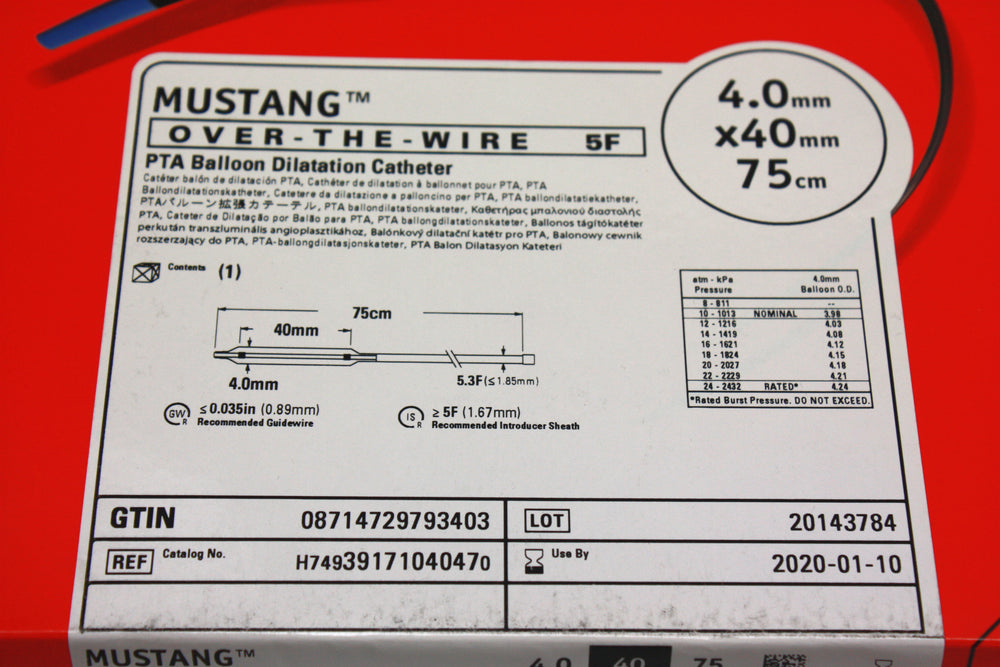 MUSTANG™
OVER-THE-WIRE 5F
PTA Balloon Dilatation Catheter
Catéter balón de dilatación PTA, Cathéter de dilatation à ballonnet pour PTA, PTA
Ballondilatationskatheter, Catetere da dilatazione a palloncino per PTA, PTA ballondilatatiekatheter,
PTAバルーン拡張カテーテル, PTA ballondilatationskateter, Καθετήρας μπαλονιού διαστολής
PTA, Cateter de Dilatação por Balão para PTA, PTA ballongdilatationskateter, Ballonos tágítókatéter
perkután transzluminális angioplasztikához, Balónkový dilatační katétr pro PTA, Balonowy cewnik
rozszerzający do PTA, PTA-ballongdilatasjonskateter, PTA Balon Dilatasyon Kateteri
4.0mm
x40mm
75cm
Contents (1)
75cm
40mm
4.0mm
5.3F(≤1.85mm)
GW R ≤0.035in (0.89mm)
Recommended Guidewire
IS R ≥ 5F (1.67mm)
Recommended Introducer Sheath
atm - kPa 4.0mm
Pressure Balloon O.D.
8 - 811 --
10 - 1013 NOMINAL 3.98
12 - 1216 4.03
14 - 1419 4.08
16 - 1621 4.12
18 - 1824 4.15
20 - 2027 4.18
22 - 2229 4.21
24 - 2432 RATED* 4.24
*Rated Burst Pressure. DO NOT EXCEED.
GTIN 08714729793403
LOT 20143784
REF Catalog No. H74939171040470
Use By 2020-01-10
MUSTANG™ 4.0 40 75